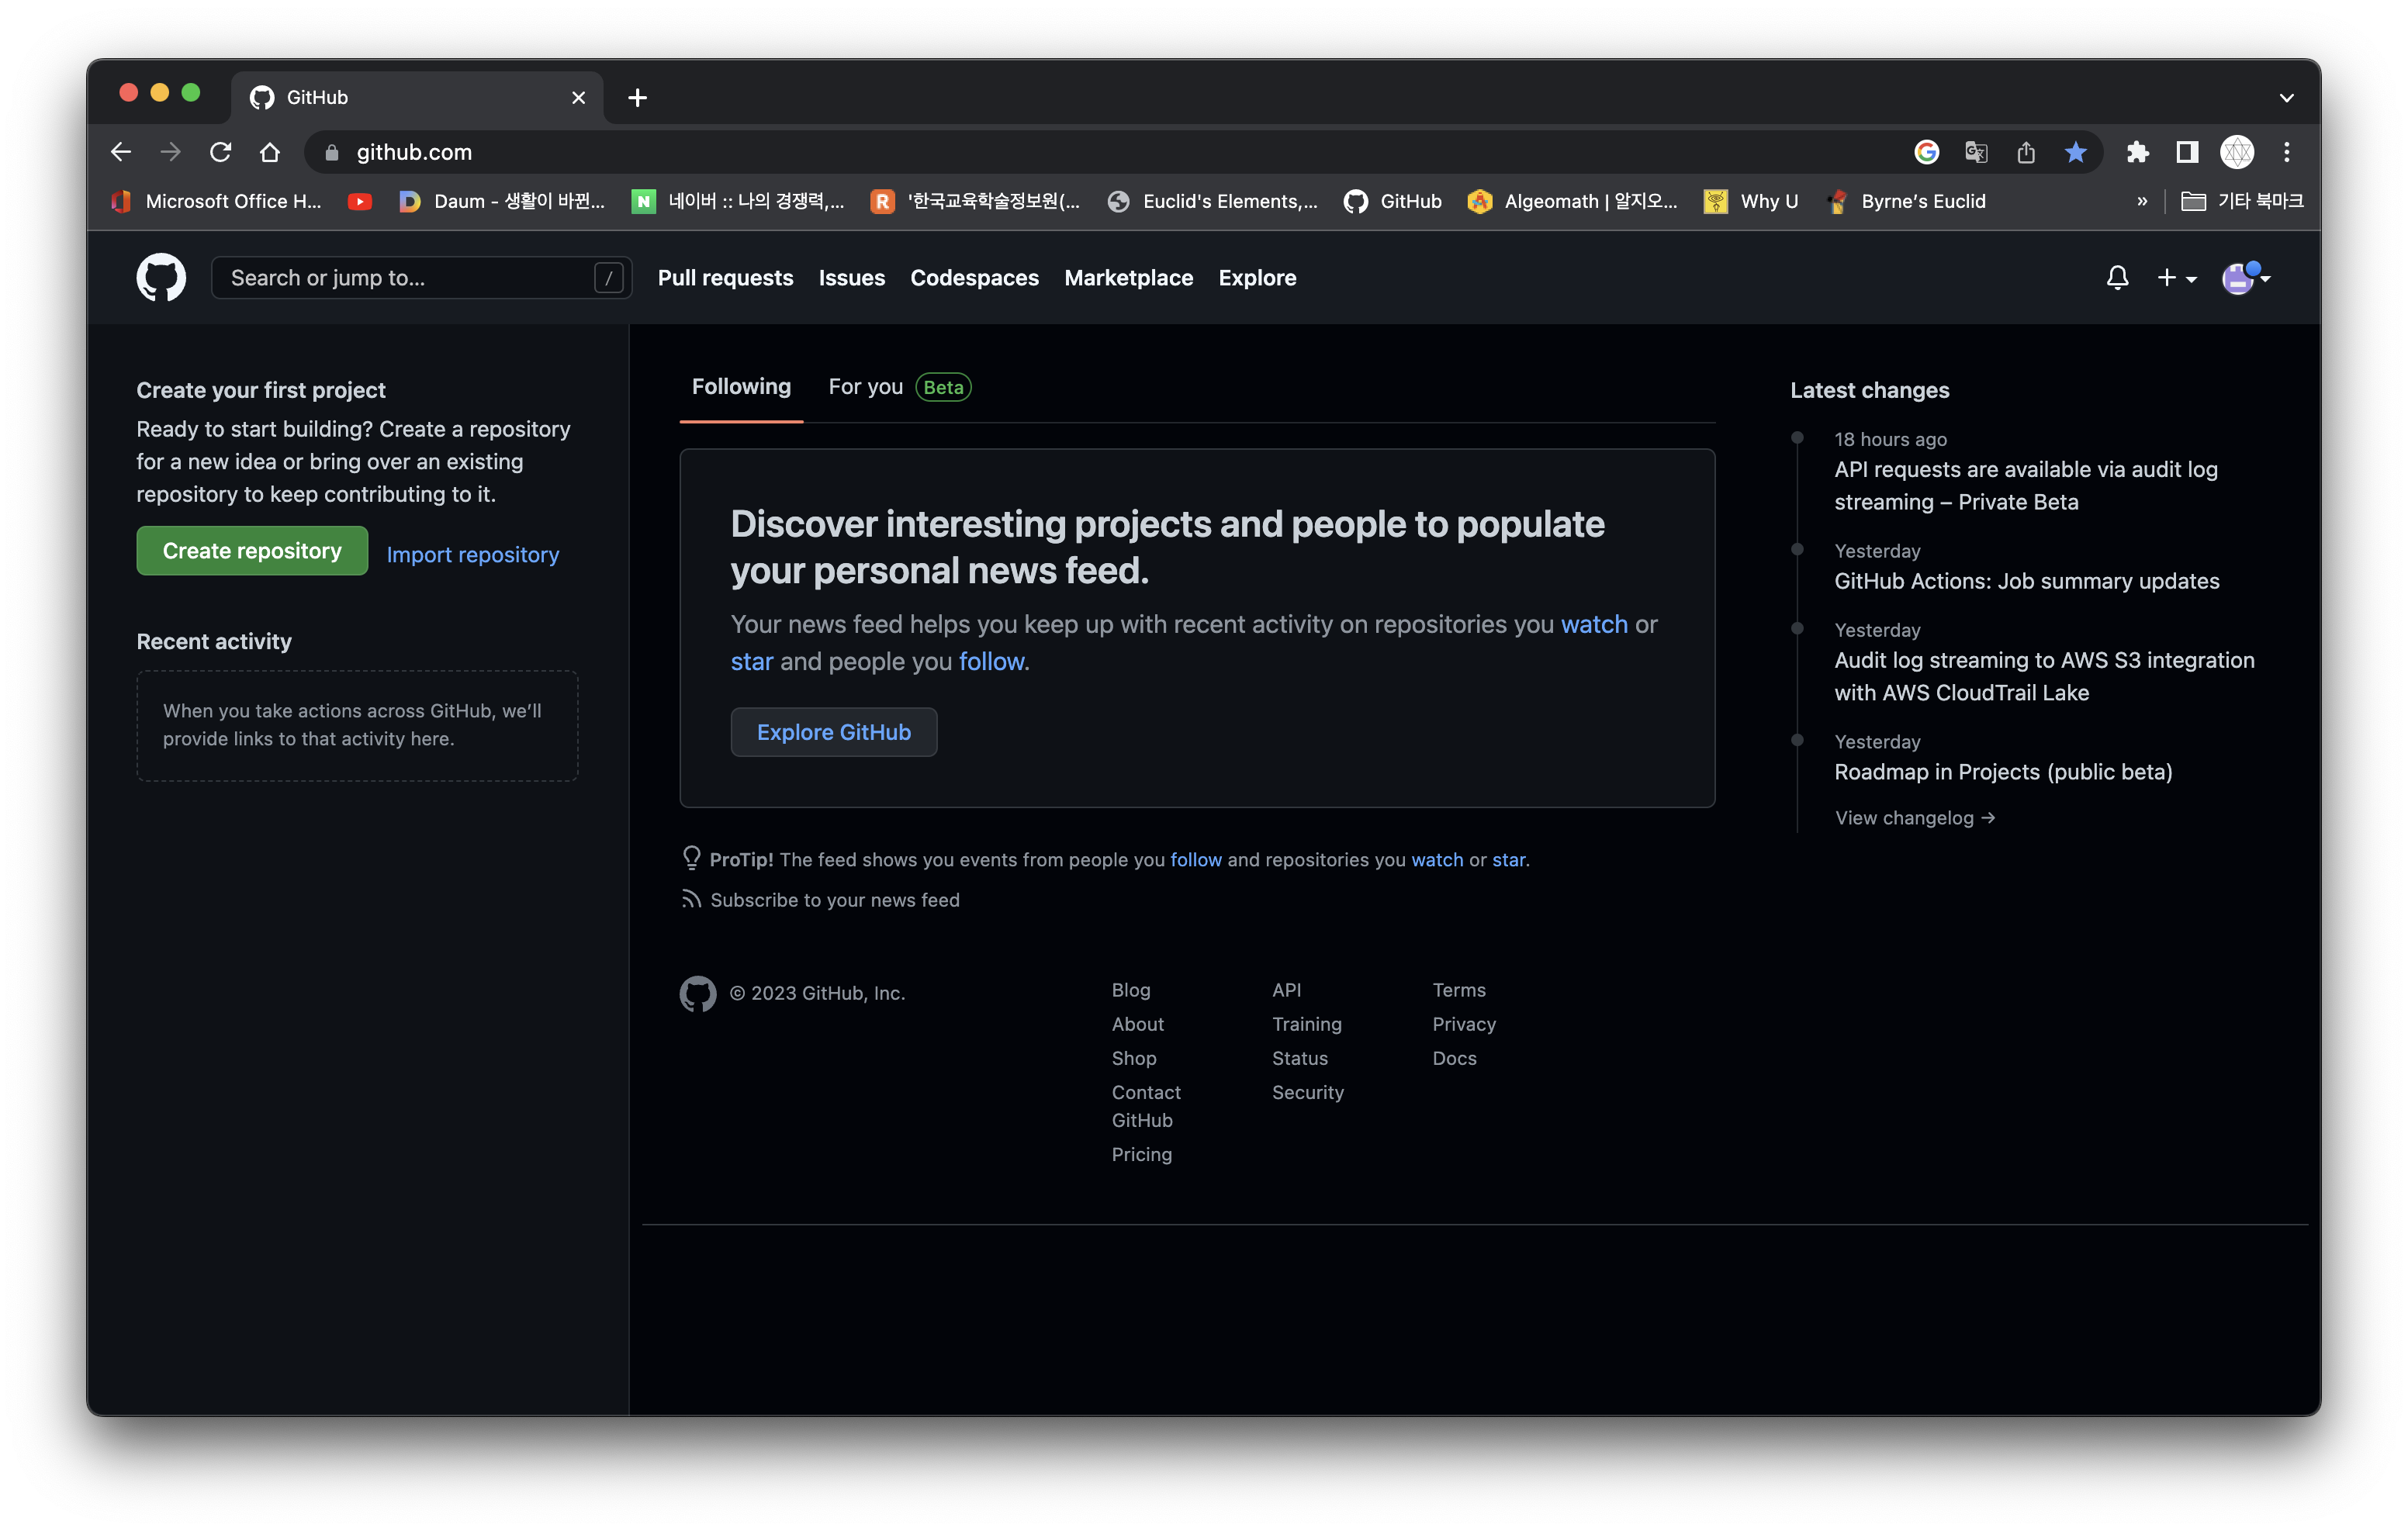 GitHub
github.com
Microsoft Office H...
Daum - 생활이 바뀐...
네이버 :: 나의 경쟁력,...
'한국교육학술정보원(...
Euclid's Elements,...
GitHub
Algeomath | 알지오...
Why U
Byrne's Euclid
»
기타 북마크
Search or jump to...
/
Pull requests
Issues
Codespaces
Marketplace
Explore
Create your first project
Ready to start building? Create a repository
for a new idea or bring over an existing
repository to keep contributing to it.
Create repository
Import repository
Recent activity
When you take actions across GitHub, we'll
provide links to that activity here.
Following
For you
Beta
Discover interesting projects and people to populate
your personal news feed.
Your news feed helps you keep up with recent activity on repositories you watch or
star and people you follow.
Explore GitHub
ProTip! The feed shows you events from people you follow and repositories you watch or star.
Subscribe to your news feed
© 2023 GitHub, Inc.
Blog
About
Shop
Contact
GitHub
Pricing
API
Training
Status
Security
Terms
Privacy
Docs
Latest changes
18 hours ago
API requests are available via audit log
streaming – Private Beta
Yesterday
GitHub Actions: Job summary updates
Yesterday
Audit log streaming to AWS S3 integration
with AWS CloudTrail Lake
Yesterday
Roadmap in Projects (public beta)
View changelog →